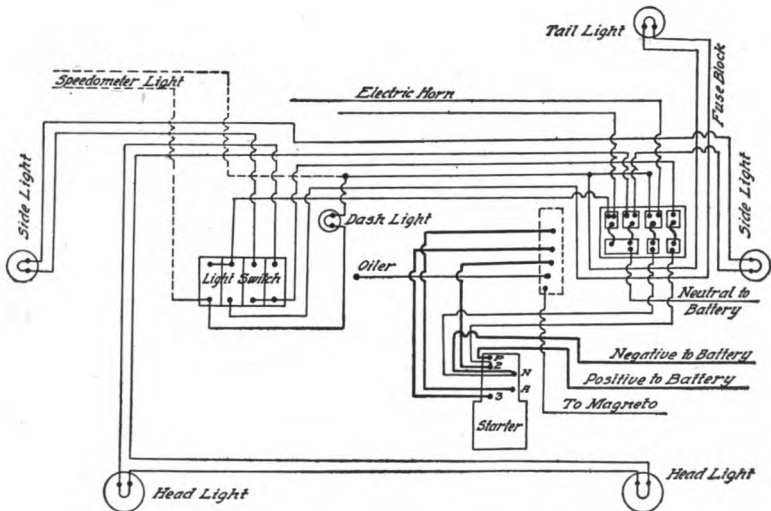 Tail Light
Fuse Block
Speedometer Light
Electric Horn
Side Light
Dash Light
Side Light
Light Switch
Oiler
Neutral to
Battery
Negative to Battery
Positive to Battery
To Magneto
P
2
N
A
3
Starter
Head Light
Head Light